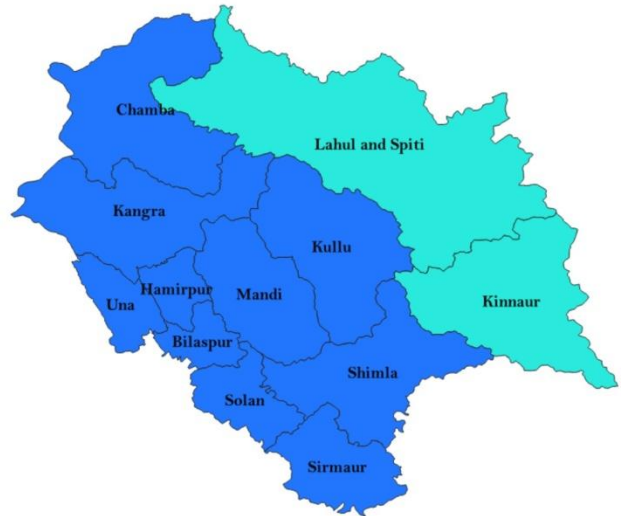 Chamba
Lahul and Spiti
Kangra
Kullu
Hamirpur
Mandi
Una
Kinnaur
Bilaspur
Shimla
Solan
Sirmaur